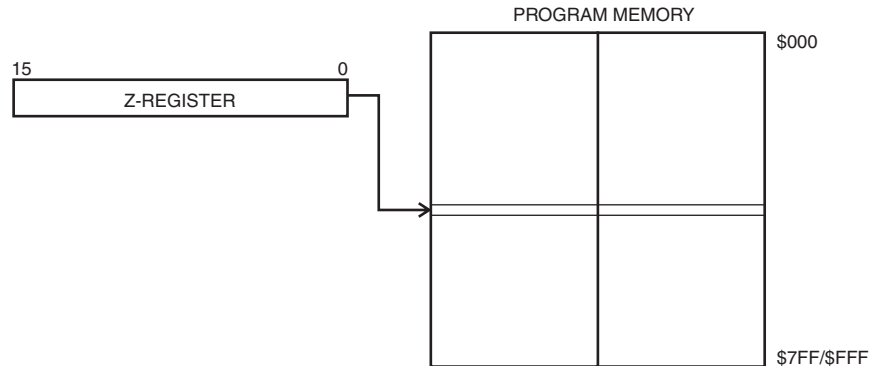 PROGRAM MEMORY
$000
15 0
Z-REGISTER
$7FF/$FFF